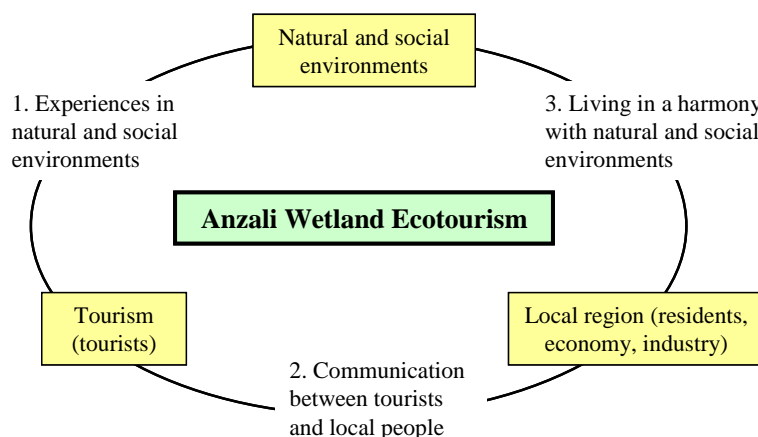 Natural and social
environments
1. Experiences in
natural and social
environments
3. Living in a harmony
with natural and social
environments
Anzali Wetland Ecotourism
Tourism
(tourists)
Local region (residents,
economy, industry)
2. Communication
between tourists
and local people